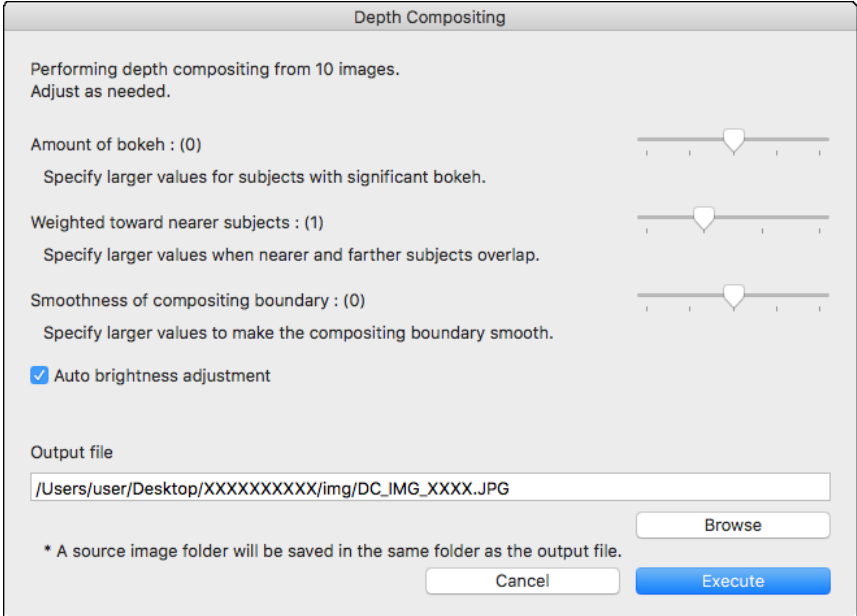 Depth Compositing
Performing depth compositing from 10 images.
Adjust as needed.
Amount of bokeh : (0)
Specify larger values for subjects with significant bokeh.
Weighted toward nearer subjects : (1)
Specify larger values when nearer and farther subjects overlap.
Smoothness of compositing boundary : (0)
Specify larger values to make the compositing boundary smooth.
Auto brightness adjustment
Output file
/Users/user/Desktop/XXXXXXXXXX/img/DC_IMG_XXXX.JPG
Browse
* A source image folder will be saved in the same folder as the output file.
Cancel
Execute